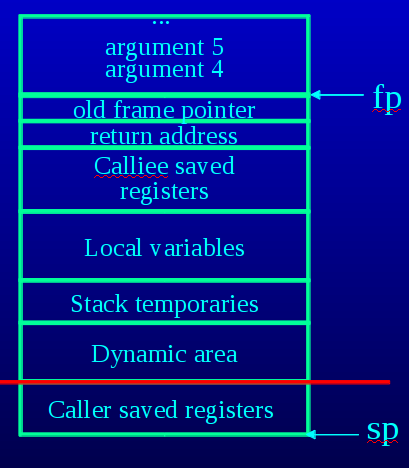 ...
argument 5
argument 4
fp
old frame pointer
return address
Calliee saved
registers
Local variables
Stack temporaries
Dynamic area
Caller saved registers
sp